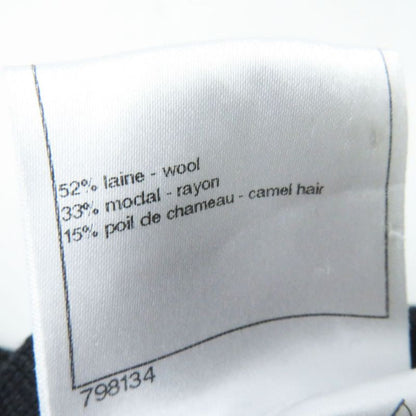 52% laine - wool
33% modal - rayon
15% poil de chameau - camel hair
798134